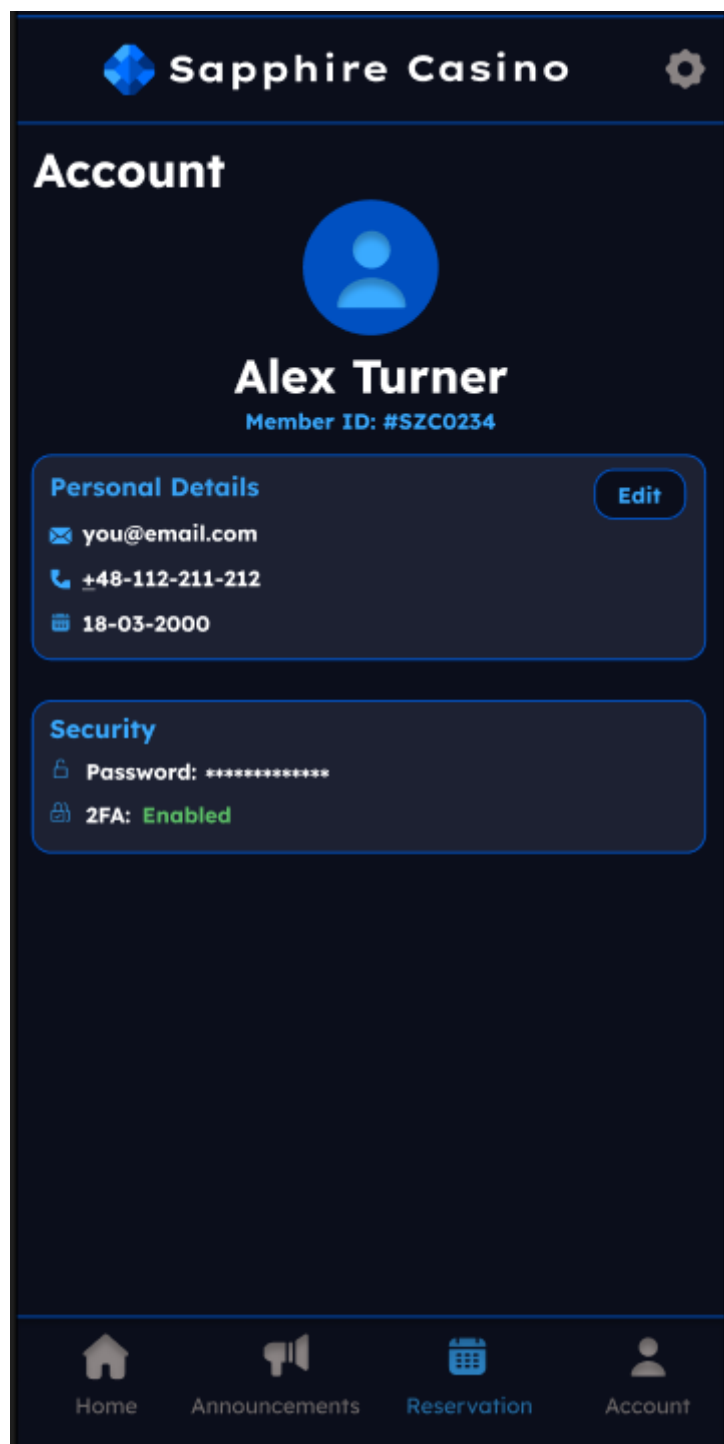 Sapphire Casino
Account
Alex Turner
Member ID: #SZC0234
Personal Details
Edit
you@email.com
+48-112-211-212
18-03-2000
Security
Password: *************
2FA: Enabled
Home Announcements Reservation Account